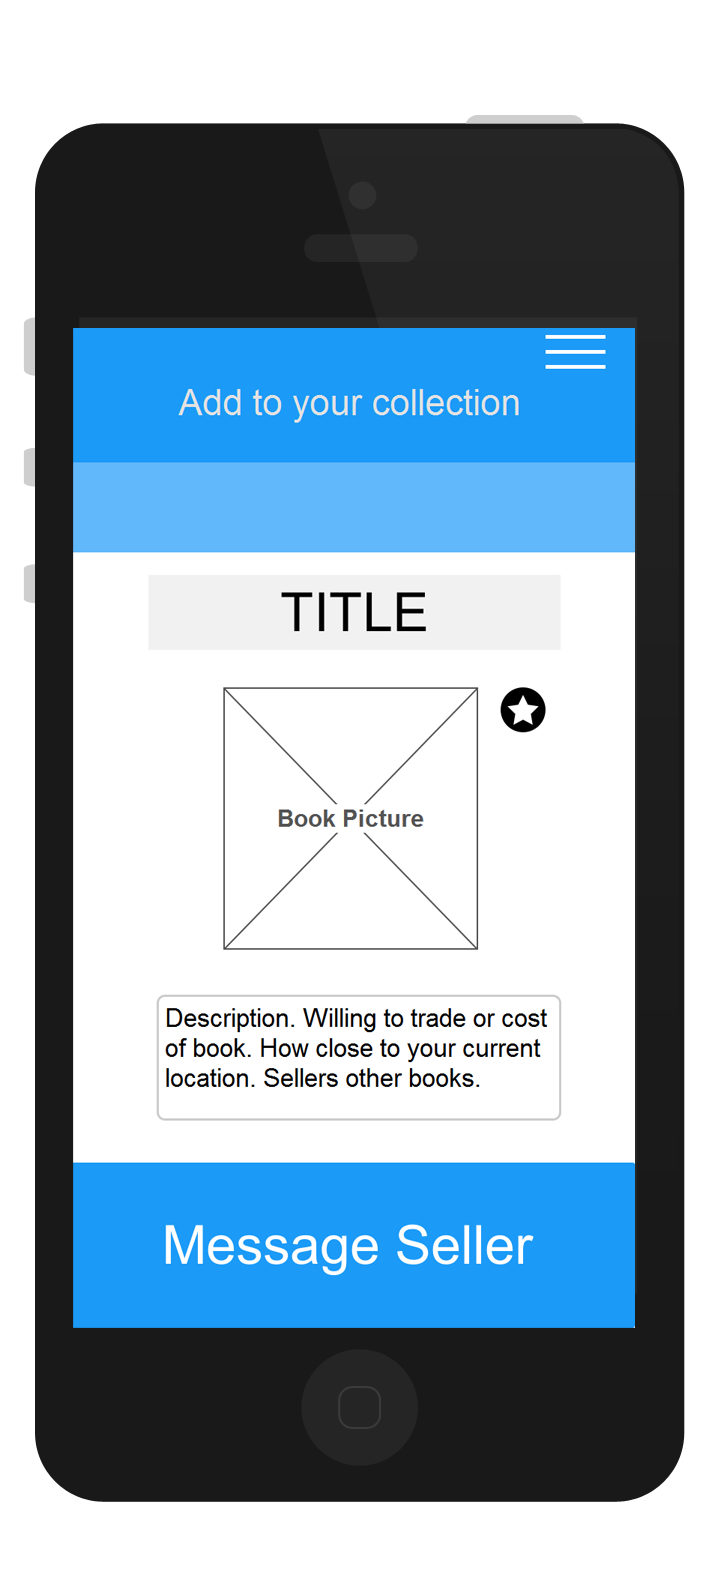 Add to your collection
TITLE
Book Picture
Description. Willing to trade or cost
of book. How close to your current
location. Sellers other books.
Message Seller